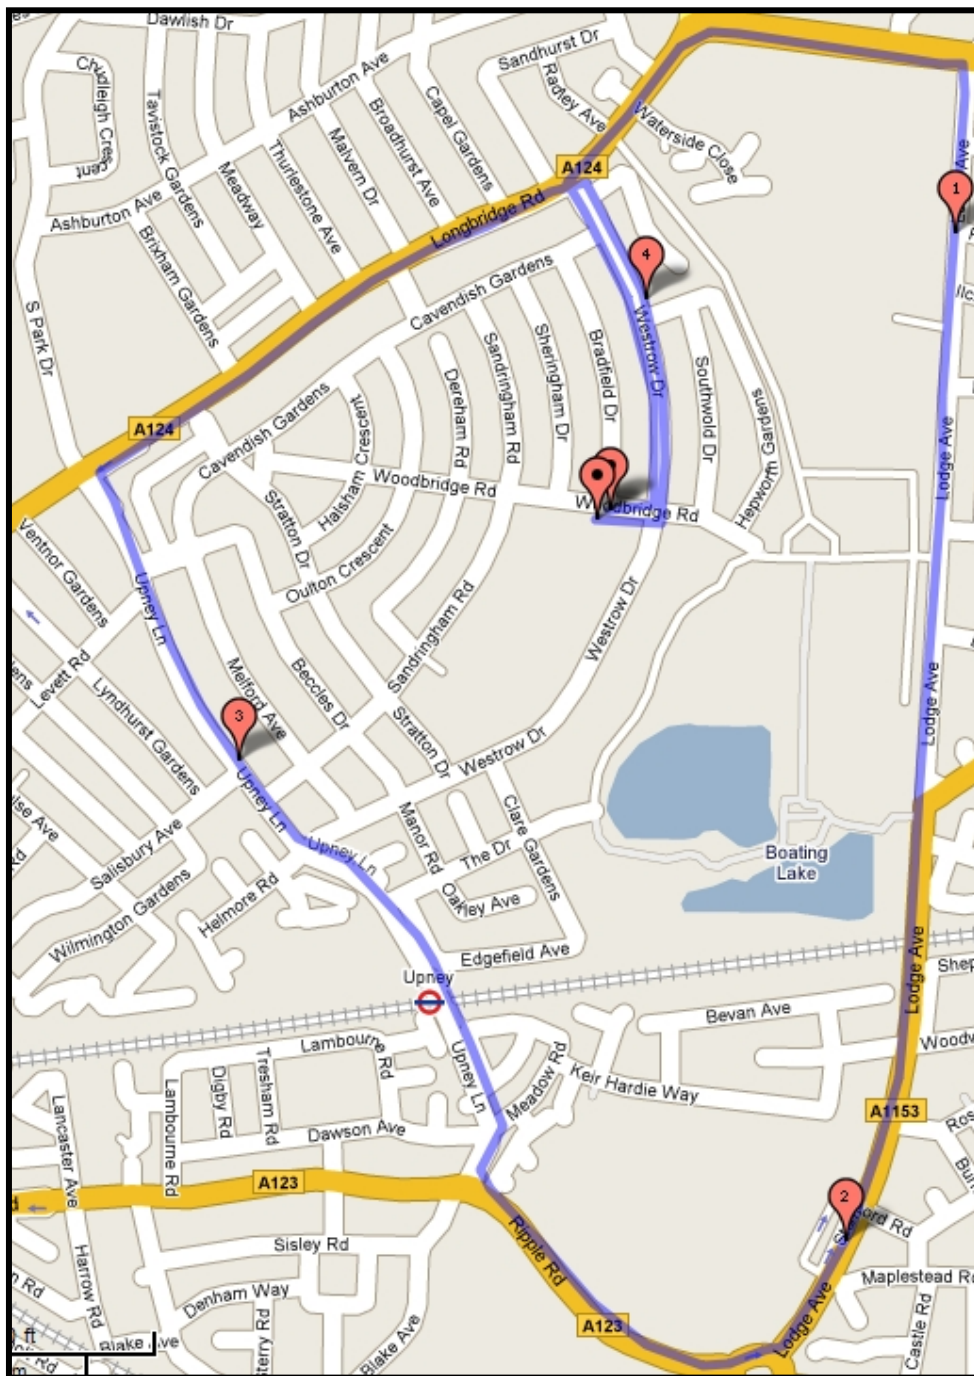 Dawlish Dr
Sandhurst Dr
Chudleigh Crescent
Tavistock Gardens
Ashburton Ave
Capel Gardens
Radley Ave
Waterside Close
Broadhurst Ave
Malvern Dr
Thurlestone Ave
Meadway
A124
Ave
1
Longbridge Rd
Ashburton Ave
Brixham Gardens
4
Cavendish Gardens
S Park Dr
Westrow Dr
Bradfield Dr
Sheringham Dr
Sandringham Rd
Dereham Rd
Southwold Dr
Halsham Crescent
Hepworth Gardens
Lodge Ave
A124
Cavendish Gardens
Woodbridge Rd
Woodbridge Rd
Stratton Dr
Ventnor Gardens
Oulton Crescent
Upney Ln
Sandringham Rd
Westrow Dr
Levett Rd
Lyndhurst Gardens
Melford Ave
Beccles Dr
Lodge Ave
3
Stratton Dr
Westrow Dr
Upney Ln
Manor Rd
Clare Gardens
Salisbury Ave
Upney Ln
The Dr
Boating
Lake
Wilmington Gardens
Helmore Rd
Oakley Ave
Edgefield Ave
Lodge Ave
Upney
Bevan Ave
Lambourne Rd
Upney Ln
Meadow Rd
Keir Hardie Way
Tresham Rd
Digby Rd
Lambourne Rd
Lancaster Ave
Dawson Ave
A1153
A123
2
Ripple Rd
Sisley Rd
Harrow Rd
Denham Way
Maplestead Rd
A123
Lodge Ave
Castle Rd
Blake Ave
Blake Ave
ft